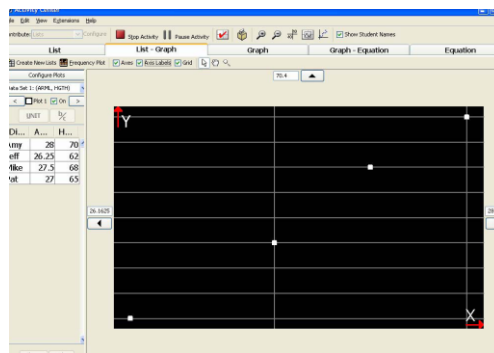 File Edit View Extensions Help
Contribute: Lists Configure Stop Activity Pause Activity Show Student Names
List List - Graph Graph Graph - Equation Equation
Create New Lists Frequency Plot Axes Axes Labels Grid
Configure Plots
Data Set 1: (ARML, HGTH)
< Plot 1 On >
UNIT
Di... A... H...
Amy 28 70
Jeff 26.25 62
Mike 27.5 68
Pat 27 65
70.4
Y
26.1625
28
X